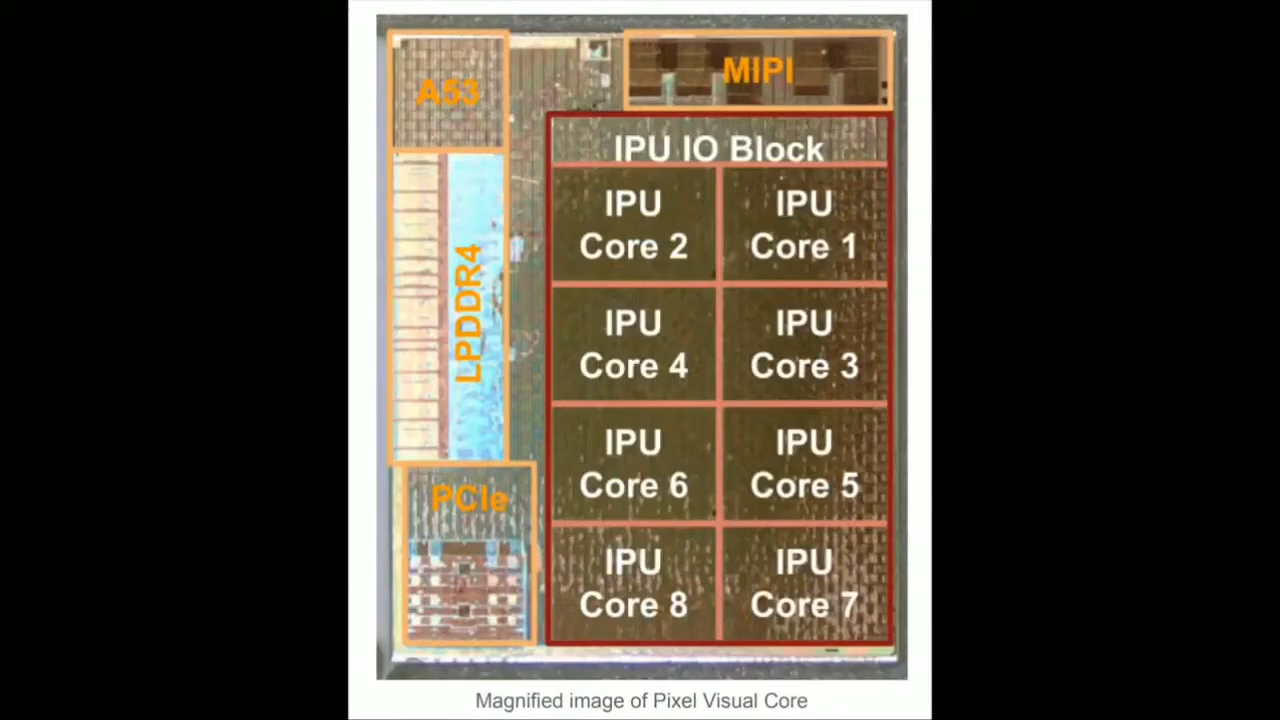 A53
MIPI
IPU IO Block
IPU
Core 2
IPU
Core 1
LPDDR4
IPU
Core 4
IPU
Core 3
IPU
Core 6
IPU
Core 5
PCIe
IPU
Core 8
IPU
Core 7
Magnified image of Pixel Visual Core